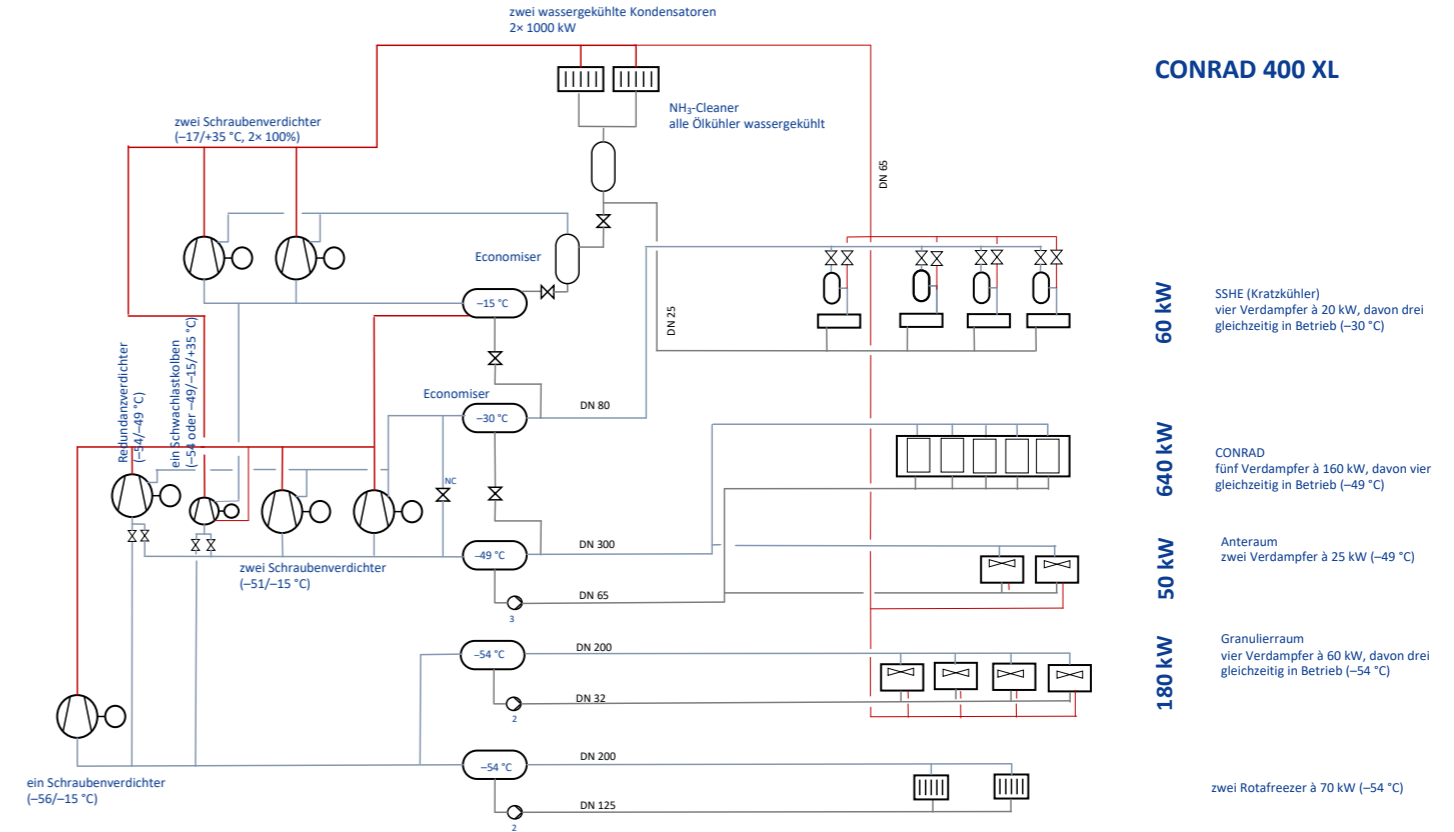 zwei wassergekühlte Kondensatoren
2× 1000 kW
CONRAD 400 XL
NH₃-Cleaner
alle Ölkühler wassergekühlt
zwei Schraubenverdichter
(–17/+35 °C, 2× 100%)
DN 65
Economiser
–15 °C
DN 25
60 kW
SSHE (Kratzkühler)
vier Verdampfer à 20 kW, davon drei
gleichzeitig in Betrieb (–30 °C)
Redundanzverdichter
(–54/–49 °C)
ein Schwachlastkolben
(–54 oder –49/–15/+35 °C)
Economiser
–30 °C
DN 80
640 kW
CONRAD
fünf Verdampfer à 160 kW, davon vier
gleichzeitig in Betrieb (–49 °C)
NC
–49 °C
DN 300
zwei Schraubenverdichter
(–51/–15 °C)
DN 65
3
50 kW
Anteraum
zwei Verdampfer à 25 kW (–49 °C)
–54 °C
DN 200
DN 32
2
180 kW
Granulierraum
vier Verdampfer à 60 kW, davon drei
gleichzeitig in Betrieb (–54 °C)
ein Schraubenverdichter
(–56/–15 °C)
–54 °C
DN 200
DN 125
2
zwei Rotafreezer à 70 kW (–54 °C)